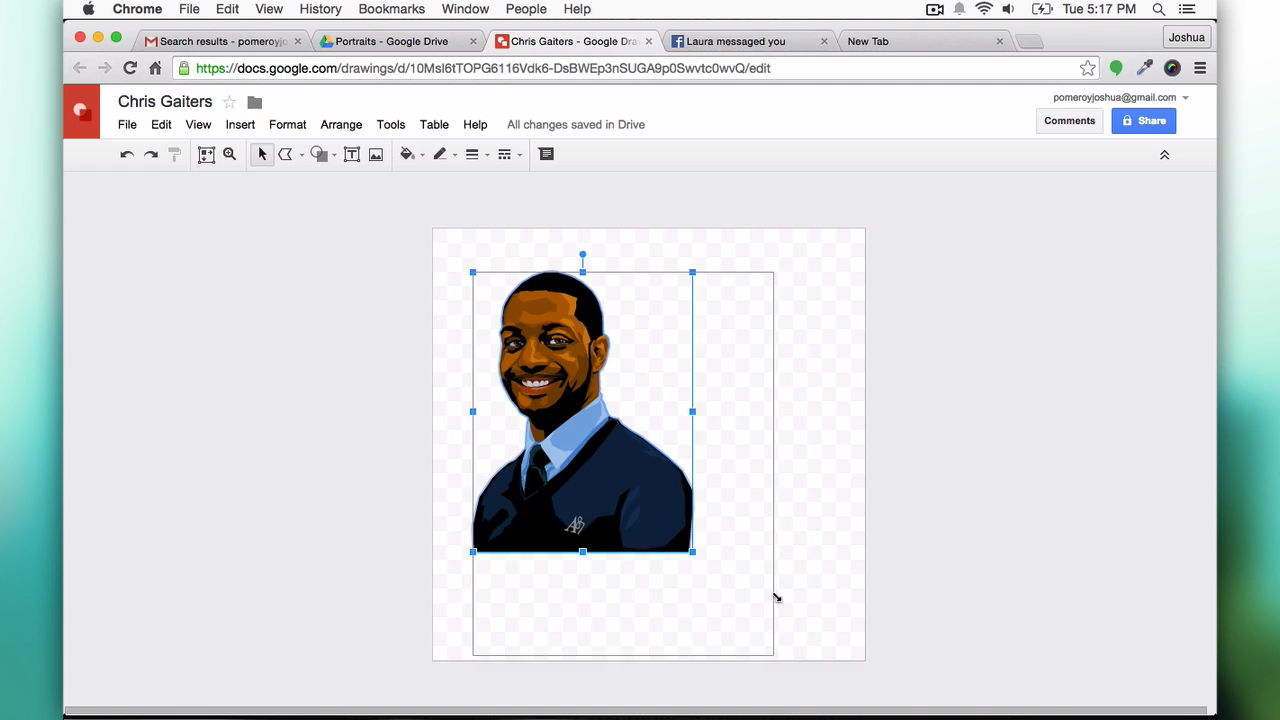 Chrome File Edit View History Bookmarks Window People Help Tue 5:17 PM
Search results - pomeroyjo Portraits - Google Drive Chris Gaiters - Google Dra Laura messaged you New Tab Joshua
https://docs.google.com/drawings/d/10Msl6tTOPG6116Vdk6-DsBWEp3nSUGA9p0Swvtc0wvQ/edit
Chris Gaiters pomeroyjoshua@gmail.com
File Edit View Insert Format Arrange Tools Table Help All changes saved in Drive Comments Share